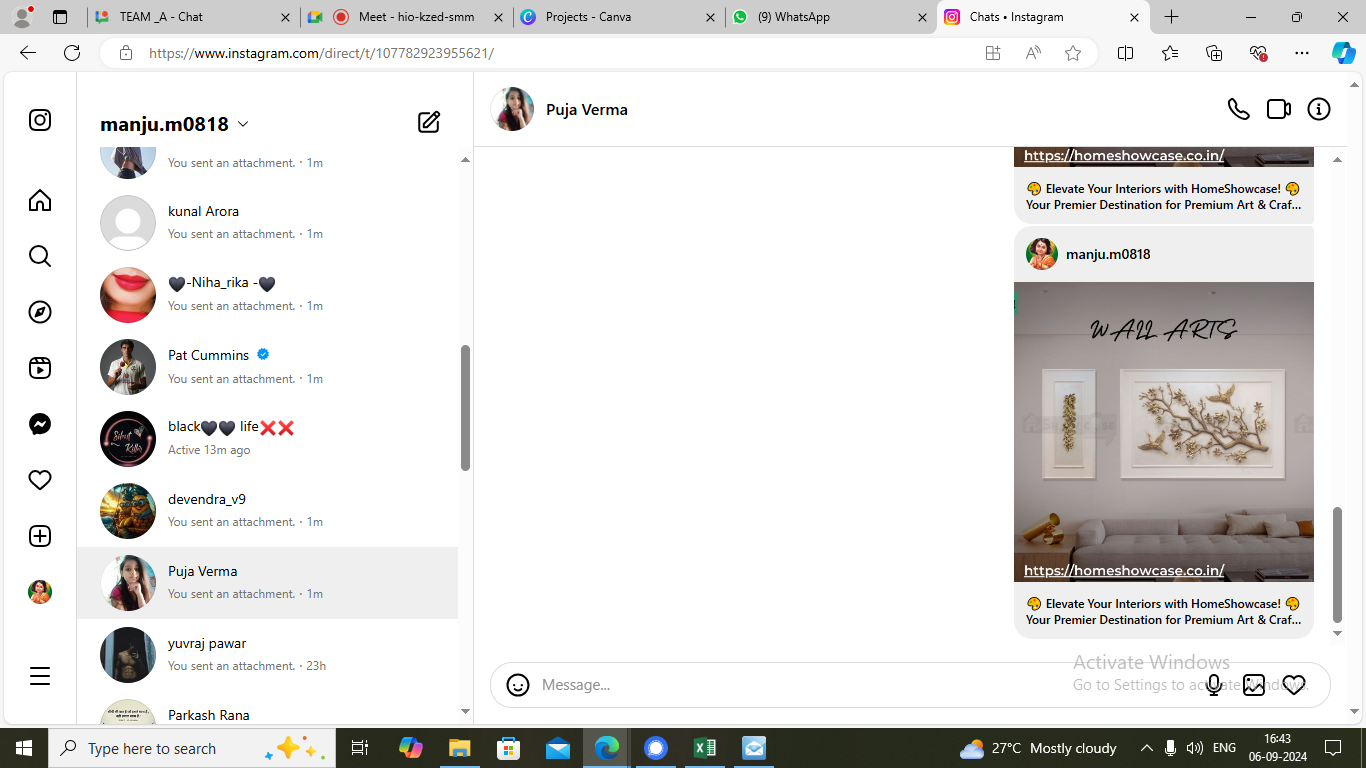 TEAM _A - Chat
Meet - hio-kzed-smm
Projects - Canva
(9) WhatsApp
Chats • Instagram
https://www.instagram.com/direct/t/107782923955621/
manju.m0818
You sent an attachment. · 1m
kunal Arora
You sent an attachment. · 1m
🖤-Niha_rika -🖤
You sent an attachment. · 1m
Pat Cummins
You sent an attachment. · 1m
black🖤🖤 life❌❌
Active 13m ago
devendra_v9
You sent an attachment. · 1m
Puja Verma
You sent an attachment. · 1m
yuvraj pawar
You sent an attachment. · 23h
Parkash Rana
Puja Verma
https://homeshowcase.co.in/
🎨 Elevate Your Interiors with HomeShowcase! 🎨
Your Premier Destination for Premium Art & Craf...
manju.m0818
WALL ARTS
https://homeshowcase.co.in/
🎨 Elevate Your Interiors with HomeShowcase! 🎨
Your Premier Destination for Premium Art & Craf...
Message...
Activate Windows
Go to Settings to activate Windows.
Type here to search
27°C Mostly cloudy
ENG
16:43
06-09-2024